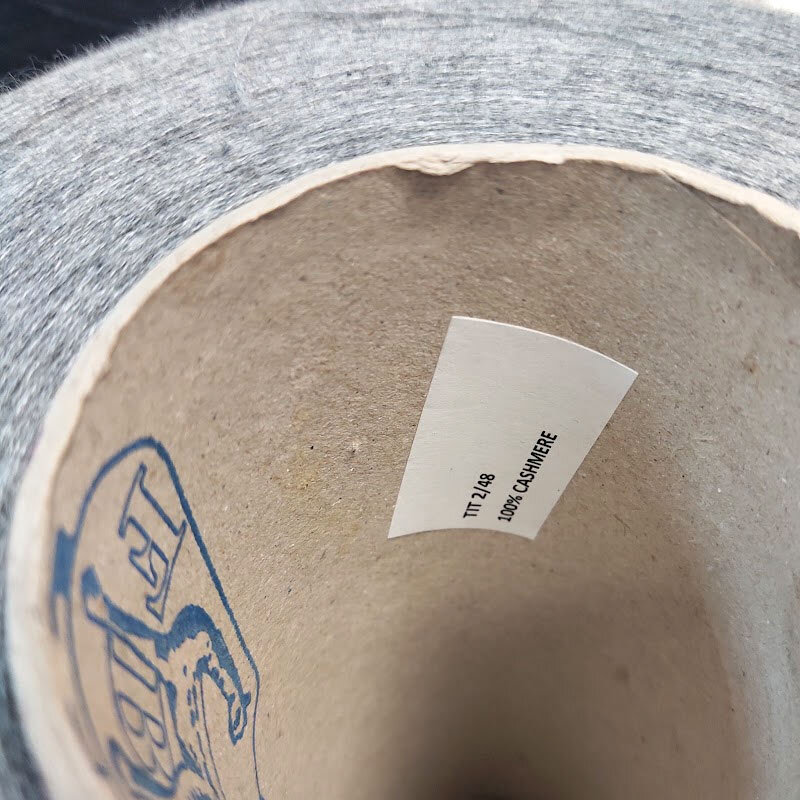 TIT 2/48
100% CASHMERE